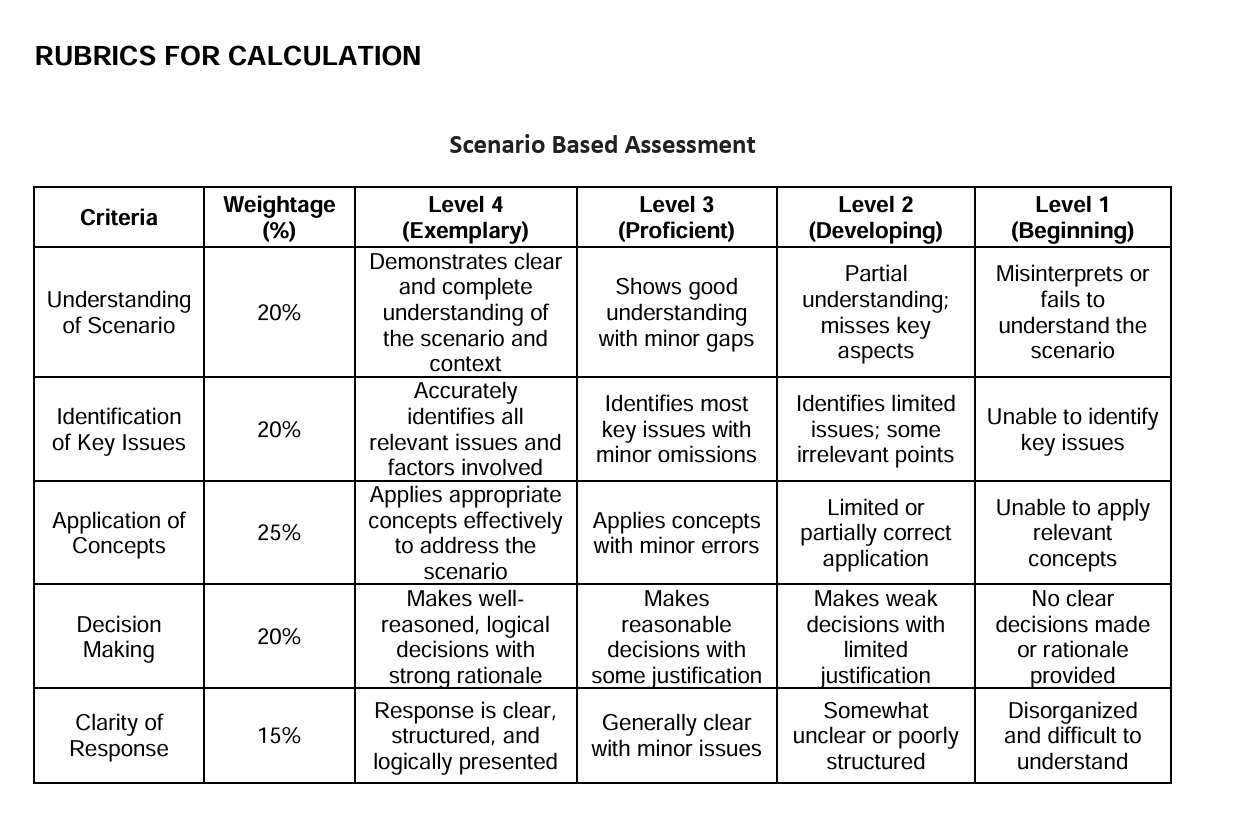 RUBRICS FOR CALCULATION
Scenario Based Assessment
Criteria
Weightage
(%)
Level 4
(Exemplary)
Level 3
(Proficient)
Level 2
(Developing)
Level 1
(Beginning)
Understanding
of Scenario
20%
Demonstrates clear
and complete
understanding of
the scenario and
context
Shows good
understanding
with minor gaps
Partial
understanding;
misses key
aspects
Misinterprets or
fails to
understand the
scenario
Identification
of Key Issues
20%
Accurately
identifies all
relevant issues and
factors involved
Identifies most
key issues with
minor omissions
Identifies limited
issues; some
irrelevant points
Unable to identify
key issues
Application of
Concepts
25%
Applies appropriate
concepts effectively
to address the
scenario
Applies concepts
with minor errors
Limited or
partially correct
application
Unable to apply
relevant
concepts
Decision
Making
20%
Makes well-
reasoned, logical
decisions with
strong rationale
Makes
reasonable
decisions with
some justification
Makes weak
decisions with
limited
justification
No clear
decisions made
or rationale
provided
Clarity of
Response
15%
Response is clear,
structured, and
logically presented
Generally clear
with minor issues
Somewhat
unclear or poorly
structured
Disorganized
and difficult to
understand